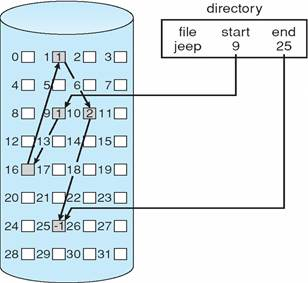 directory
file start end
jeep 9 25
0 1 1 2 3
4 5 6 7
8 9 1 10 2 11
12 13 14 15
16 17 18 19
20 21 22 23
24 25 -1 26 27
28 29 30 31